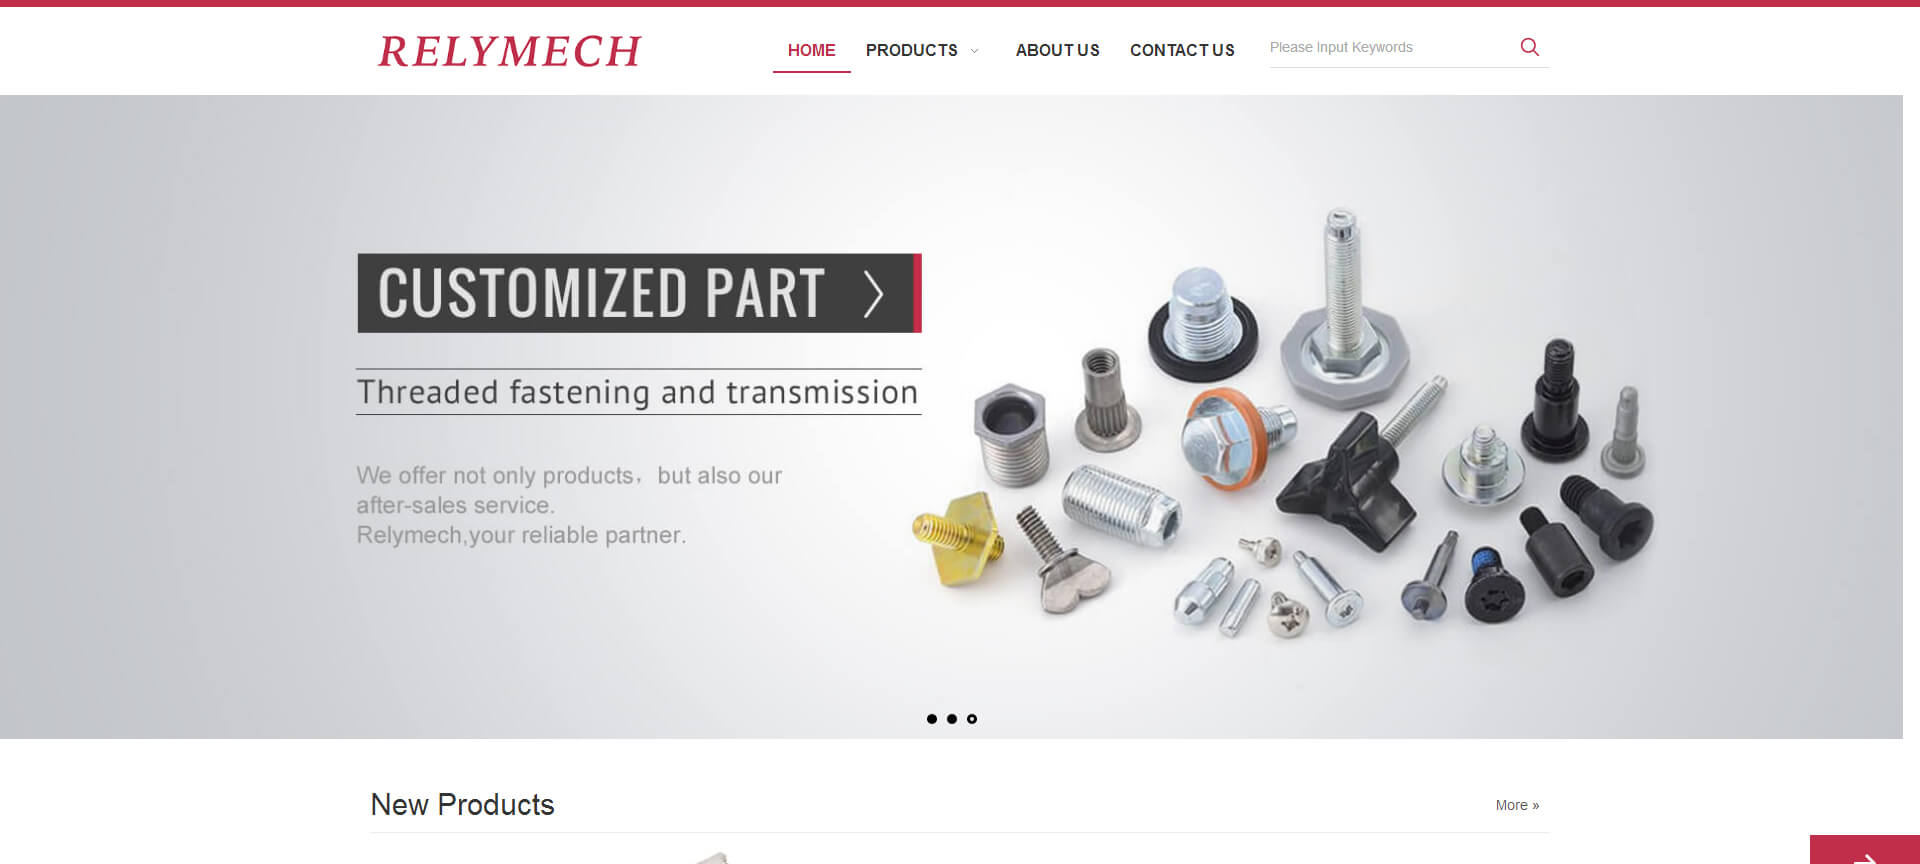 RELYMECH
HOME PRODUCTS ABOUT US CONTACT US Please Input Keywords
CUSTOMIZED PART
Threaded fastening and transmission
We offer not only products，but also our
after-sales service.
Relymech,your reliable partner.
New Products
More »